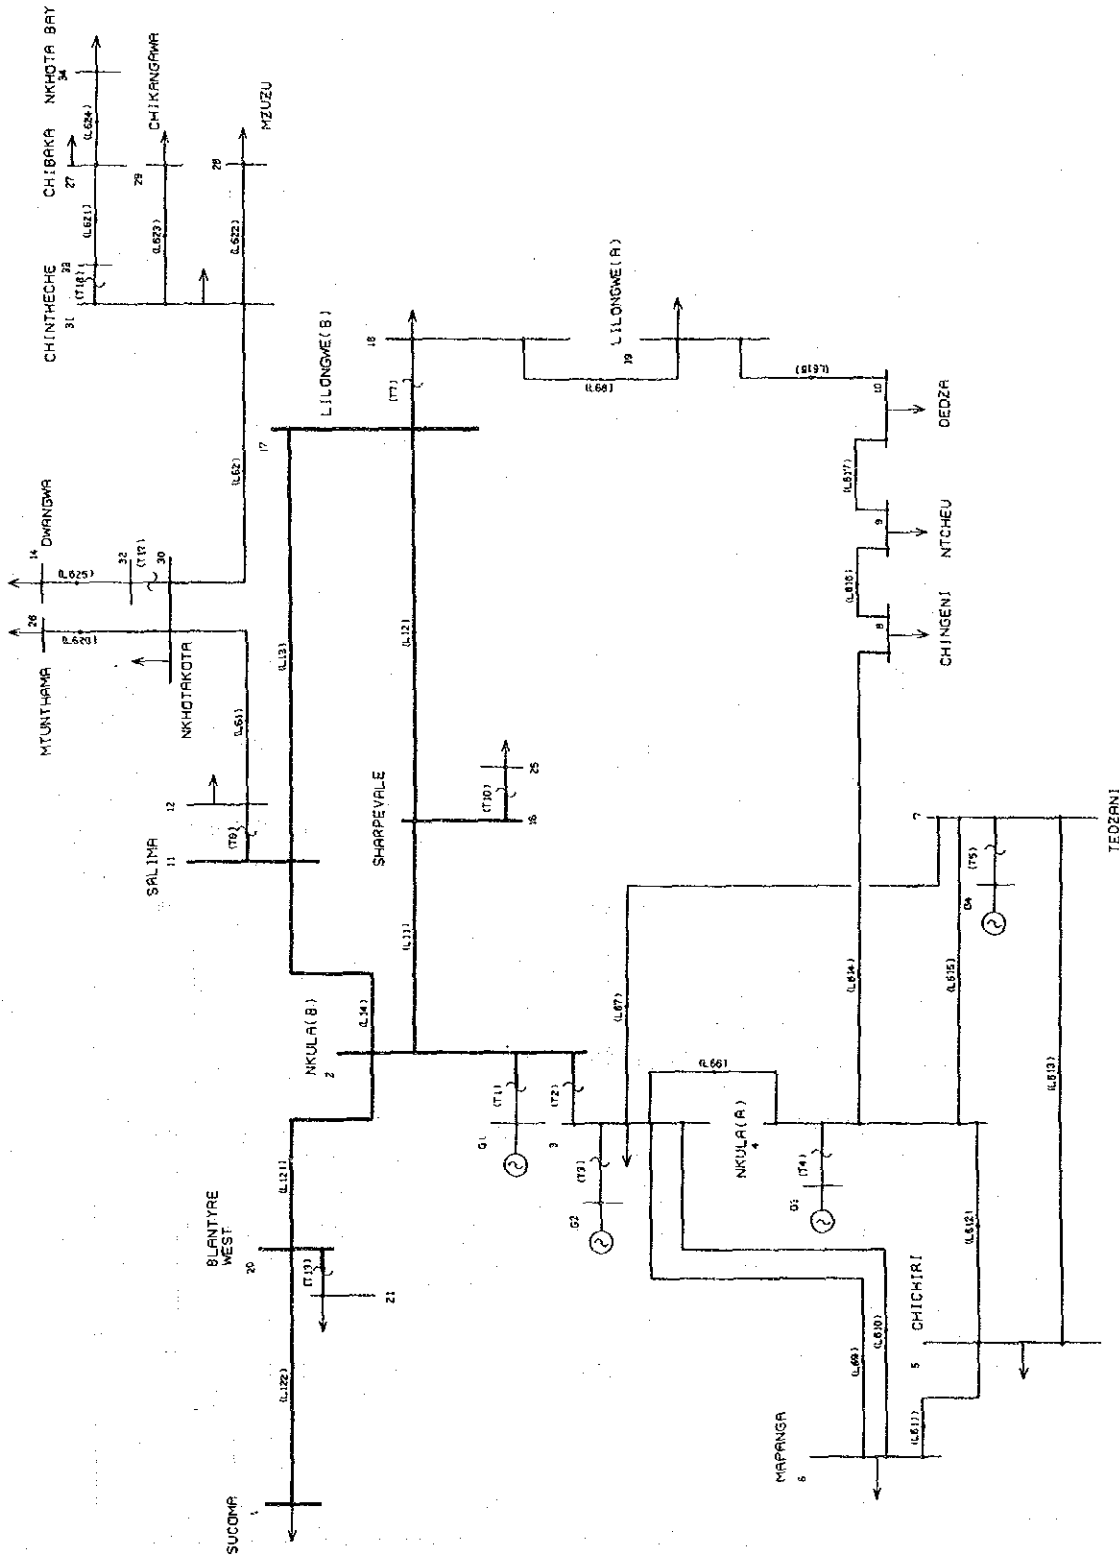 CHINTHECHE
31
CHIBAKA
27
NKHOTA BAY
34
(L624)
(L621)
33
(T18)
CHIKANGAWA
29
(L623)
MZUZU
28
(L622)
(L62)
DWANGWA
14
(L625)
32
(T17)
30
MTUNTHAMA
26
(L620)
NKHOTAKOTA
(L61)
LILONGWE(B)
17
(T7)
18
(L68)
LILONGWE(A)
19
(L618)
10
DEDZA
(L617)
9
NTCHEU
(L616)
8
CHINGENI
(L13)
(L12)
SALIMA
11
12
(T8)
SHARPEVALE
16
(T10)
25
(L11)
(L14)
NKULA(B)
2
(T1)
G1
(T2)
3
(T3)
G2
(L67)
(L66)
NKULA(A)
4
(T4)
G3
(L614)
(L615)
7
(T5)
G4
TEDZANI
(L613)
(L612)
CHICHIRI
5
(L69)
(L610)
(L611)
MAPANGA
6
BLANTYRE
WEST
20
(L121)
(T13)
21
(L122)
SUCOMA
1